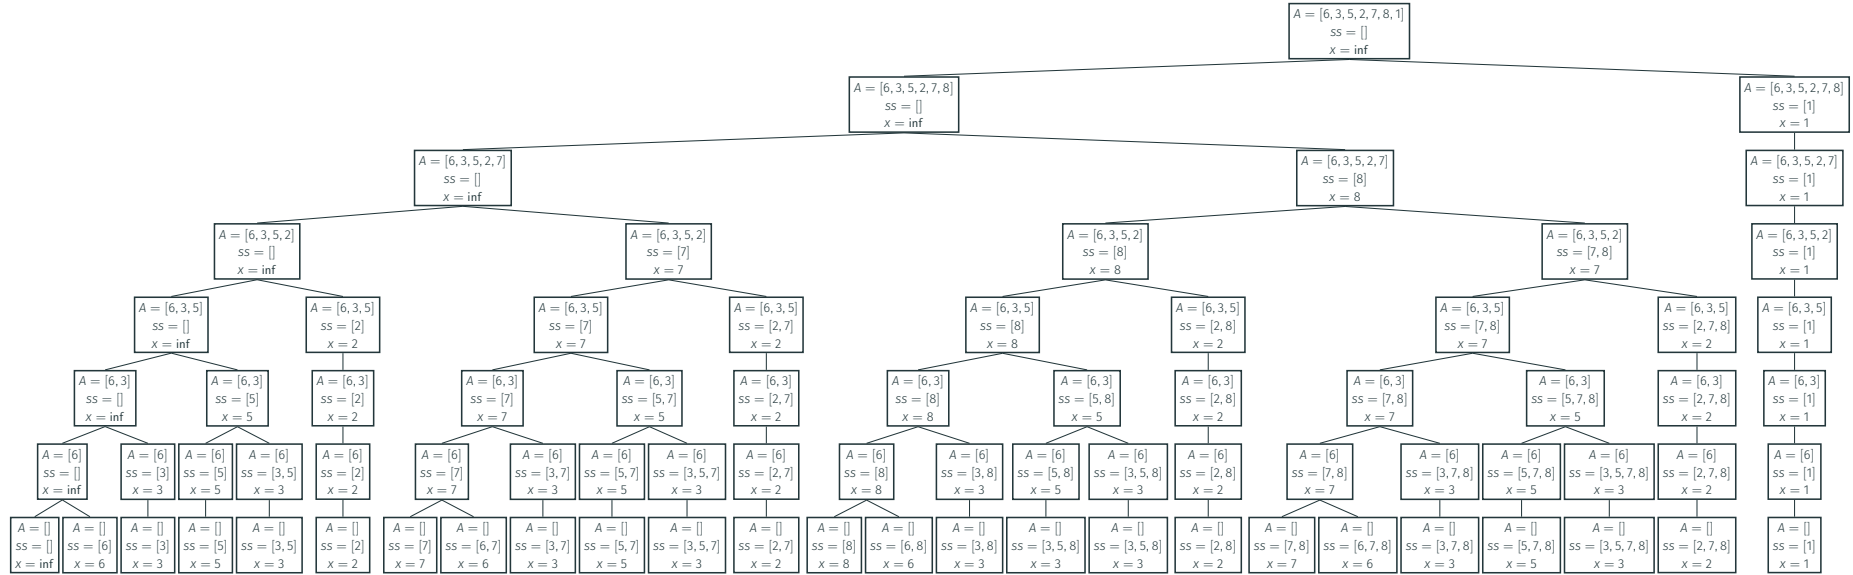 A = [6, 3, 5, 2, 7, 8, 1]
ss = []
x = inf
A = [6, 3, 5, 2, 7, 8]
ss = []
x = inf
A = [6, 3, 5, 2, 7, 8]
ss = [1]
x = 1
A = [6, 3, 5, 2, 7]
ss = []
x = inf
A = [6, 3, 5, 2, 7]
ss = [8]
x = 8
A = [6, 3, 5, 2, 7]
ss = [1]
x = 1
A = [6, 3, 5, 2]
ss = []
x = inf
A = [6, 3, 5, 2]
ss = [7]
x = 7
A = [6, 3, 5, 2]
ss = [8]
x = 8
A = [6, 3, 5, 2]
ss = [7, 8]
x = 7
A = [6, 3, 5, 2]
ss = [1]
x = 1
A = [6, 3, 5]
ss = []
x = inf
A = [6, 3, 5]
ss = [2]
x = 2
A = [6, 3, 5]
ss = [7]
x = 7
A = [6, 3, 5]
ss = [2, 7]
x = 2
A = [6, 3, 5]
ss = [8]
x = 8
A = [6, 3, 5]
ss = [2, 8]
x = 2
A = [6, 3, 5]
ss = [7, 8]
x = 7
A = [6, 3, 5]
ss = [2, 7, 8]
x = 2
A = [6, 3, 5]
ss = [1]
x = 1
A = [6, 3]
ss = []
x = inf
A = [6, 3]
ss = [5]
x = 5
A = [6, 3]
ss = [2]
x = 2
A = [6, 3]
ss = [7]
x = 7
A = [6, 3]
ss = [5, 7]
x = 5
A = [6, 3]
ss = [2, 7]
x = 2
A = [6, 3]
ss = [8]
x = 8
A = [6, 3]
ss = [5, 8]
x = 5
A = [6, 3]
ss = [2, 8]
x = 2
A = [6, 3]
ss = [7, 8]
x = 7
A = [6, 3]
ss = [5, 7, 8]
x = 5
A = [6, 3]
ss = [2, 7, 8]
x = 2
A = [6, 3]
ss = [1]
x = 1
A = [6]
ss = []
x = inf
A = [6]
ss = [3]
x = 3
A = [6]
ss = [5]
x = 5
A = [6]
ss = [3, 5]
x = 3
A = [6]
ss = [2]
x = 2
A = [6]
ss = [7]
x = 7
A = [6]
ss = [3, 7]
x = 3
A = [6]
ss = [5, 7]
x = 5
A = [6]
ss = [3, 5, 7]
x = 3
A = [6]
ss = [2, 7]
x = 2
A = [6]
ss = [8]
x = 8
A = [6]
ss = [3, 8]
x = 3
A = [6]
ss = [5, 8]
x = 5
A = [6]
ss = [3, 5, 8]
x = 3
A = [6]
ss = [2, 8]
x = 2
A = [6]
ss = [7, 8]
x = 7
A = [6]
ss = [3, 7, 8]
x = 3
A = [6]
ss = [5, 7, 8]
x = 5
A = [6]
ss = [3, 5, 7, 8]
x = 3
A = [6]
ss = [2, 7, 8]
x = 2
A = [6]
ss = [1]
x = 1
A = []
ss = []
x = inf
A = []
ss = [6]
x = 6
A = []
ss = [3]
x = 3
A = []
ss = [5]
x = 5
A = []
ss = [3, 5]
x = 3
A = []
ss = [2]
x = 2
A = []
ss = [7]
x = 7
A = []
ss = [6, 7]
x = 6
A = []
ss = [3, 7]
x = 3
A = []
ss = [5, 7]
x = 5
A = []
ss = [3, 5, 7]
x = 3
A = []
ss = [2, 7]
x = 2
A = []
ss = [8]
x = 8
A = []
ss = [6, 8]
x = 6
A = []
ss = [3, 8]
x = 3
A = []
ss = [3, 5, 8]
x = 3
A = []
ss = [3, 5, 8]
x = 3
A = []
ss = [2, 8]
x = 2
A = []
ss = [7, 8]
x = 7
A = []
ss = [6, 7, 8]
x = 6
A = []
ss = [3, 7, 8]
x = 3
A = []
ss = [5, 7, 8]
x = 5
A = []
ss = [3, 5, 7, 8]
x = 3
A = []
ss = [2, 7, 8]
x = 2
A = []
ss = [1]
x = 1